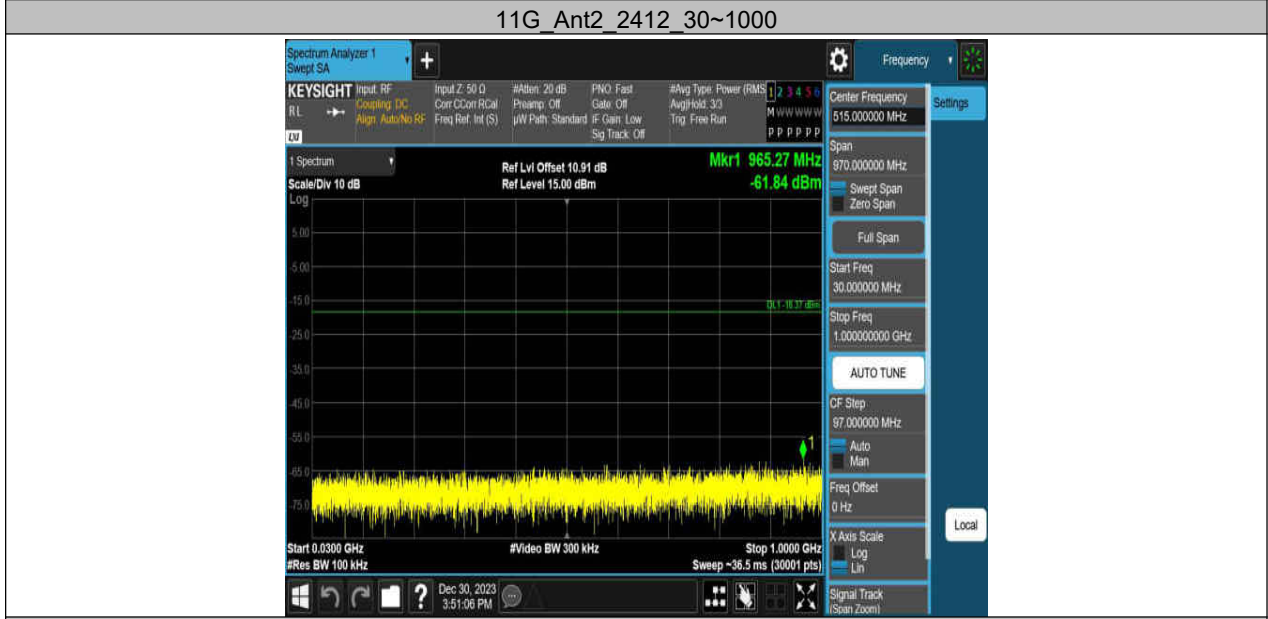 11G_Ant2_2412_30~1000
Spectrum Analyzer 1
Swept SA
+
Frequency
KEYSIGHT
RL
LXI
Input: RF
Coupling: DC
Align: Auto/No RF
Input Z: 50 Ω
Corr CCorr RCal
Freq Ref: Int (S)
#Atten: 20 dB
Preamp: Off
µW Path: Standard
PNO: Fast
Gate: Off
IF Gain: Low
Sig Track: Off
#Avg Type: Power (RMS
Avg|Hold: 3/3
Trig: Free Run
1 2 3 4 5 6
M W W W W W
P P P P P P
1 Spectrum
Scale/Div 10 dB
Log
Ref Lvl Offset 10.91 dB
Ref Level 15.00 dBm
Mkr1 965.27 MHz
-61.84 dBm
5.00
-5.00
-15.0
DL1 -18.37 dBm
-25.0
-35.0
-45.0
-55.0
1
-65.0
-75.0
Start 0.0300 GHz
#Res BW 100 kHz
#Video BW 300 kHz
Stop 1.0000 GHz
Sweep ~36.5 ms (30001 pts)
?
Dec 30, 2023
3:51:06 PM
Center Frequency
515.000000 MHz
Span
970.000000 MHz
Swept Span
Zero Span
Full Span
Start Freq
30.000000 MHz
Stop Freq
1.000000000 GHz
AUTO TUNE
CF Step
97.000000 MHz
Auto
Man
Freq Offset
0 Hz
X Axis Scale
Log
Lin
Signal Track
(Span Zoom)
Settings
Local